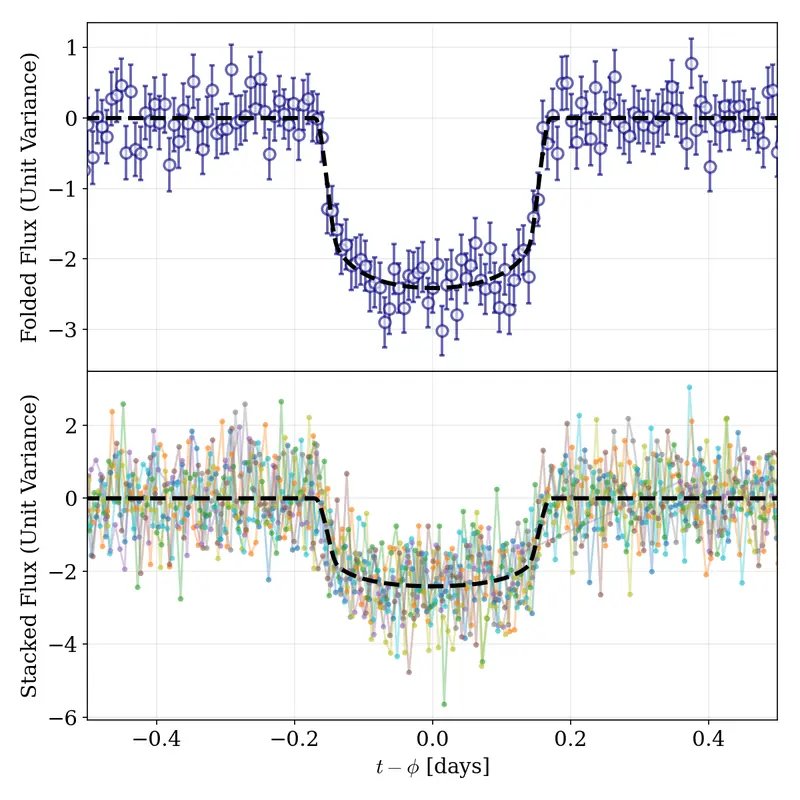 Folded Flux (Unit Variance)
1
0
−1
−2
−3
Stacked Flux (Unit Variance)
2
0
−2
−4
−6
−0.4 −0.2 0.0 0.2 0.4
t − ϕ [days]